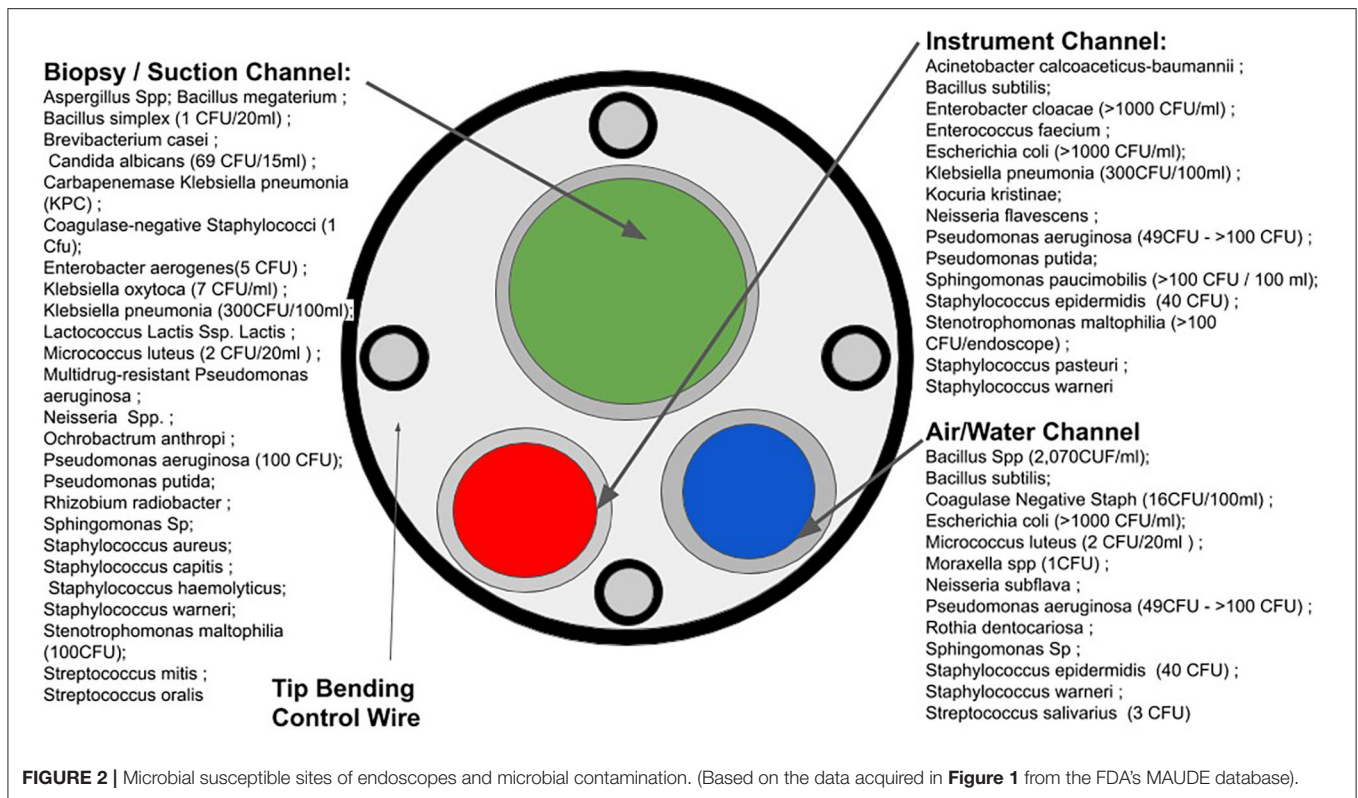 Biopsy / Suction Channel:
Aspergillus Spp; Bacillus megaterium ;
Bacillus simplex (1 CFU/20ml) ;
Brevibacterium casei ;
Candida albicans (69 CFU/15ml) ;
Carbapenemase Klebsiella pneumonia
(KPC) ;
Coagulase-negative Staphylococci (1
Cfu);
Enterobacter aerogenes(5 CFU) ;
Klebsiella oxytoca (7 CFU/ml) ;
Klebsiella pneumonia (300CFU/100ml);
Lactococcus Lactis Ssp. Lactis ;
Micrococcus luteus (2 CFU/20ml ) ;
Multidrug-resistant Pseudomonas
aeruginosa ;
Neisseria Spp. ;
Ochrobactrum anthropi ;
Pseudomonas aeruginosa (100 CFU);
Pseudomonas putida;
Rhizobium radiobacter ;
Sphingomonas Sp;
Staphylococcus aureus;
Staphylococcus capitis ;
Staphylococcus haemolyticus;
Staphylococcus warneri;
Stenotrophomonas maltophilia
(100CFU);
Streptococcus mitis ;
Streptococcus oralis
Tip Bending
Control Wire
Instrument Channel:
Acinetobacter calcoaceticus-baumannii ;
Bacillus subtilis;
Enterobacter cloacae (>1000 CFU/ml) ;
Enterococcus faecium ;
Escherichia coli (>1000 CFU/ml);
Klebsiella pneumonia (300CFU/100ml) ;
Kocuria kristinae;
Neisseria flavescens ;
Pseudomonas aeruginosa (49CFU - >100 CFU) ;
Pseudomonas putida;
Sphingomonas paucimobilis (>100 CFU / 100 ml);
Staphylococcus epidermidis (40 CFU) ;
Stenotrophomonas maltophilia (>100
CFU/endoscope) ;
Staphylococcus pasteuri ;
Staphylococcus warneri
Air/Water Channel
Bacillus Spp (2,070CUF/ml);
Bacillus subtilis;
Coagulase Negative Staph (16CFU/100ml) ;
Escherichia coli (>1000 CFU/ml);
Micrococcus luteus (2 CFU/20ml ) ;
Moraxella spp (1CFU) ;
Neisseria subflava ;
Pseudomonas aeruginosa (49CFU - >100 CFU) ;
Rothia dentocariosa ;
Sphingomonas Sp ;
Staphylococcus epidermidis (40 CFU) ;
Staphylococcus warneri ;
Streptococcus salivarius (3 CFU)
FIGURE 2 | Microbial susceptible sites of endoscopes and microbial contamination. (Based on the data acquired in Figure 1 from the FDA's MAUDE database).